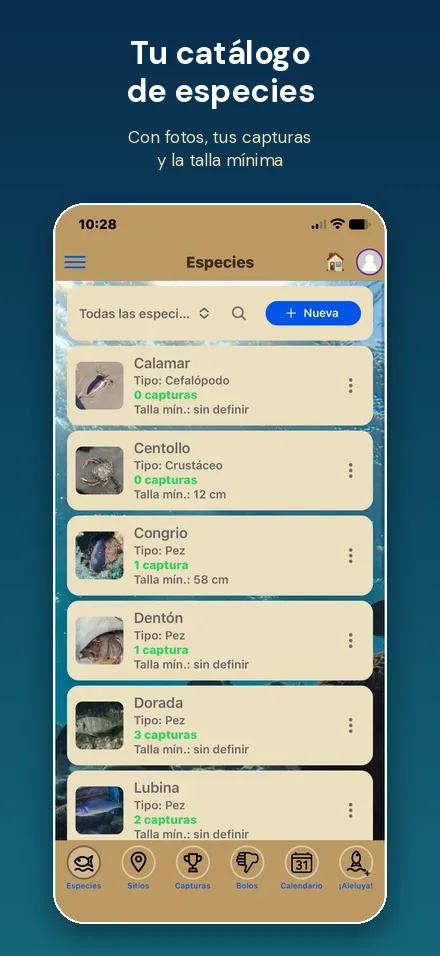 Tu catálogo
de especies
Con fotos, tus capturas
y la talla mínima
10:28
Especies
Todas las especi...
+ Nueva
Calamar
Tipo: Cefalópodo
0 capturas
Talla mín.: sin definir
Centollo
Tipo: Crustáceo
0 capturas
Talla mín.: 12 cm
Congrio
Tipo: Pez
1 captura
Talla mín.: 58 cm
Dentón
Tipo: Pez
1 captura
Talla mín.: sin definir
Dorada
Tipo: Pez
3 capturas
Talla mín.: sin definir
Lubina
Tipo: Pez
2 capturas
Talla mín.: sin definir
31
Especies Sitios Capturas Bolos Calendario ¡Aleluya!